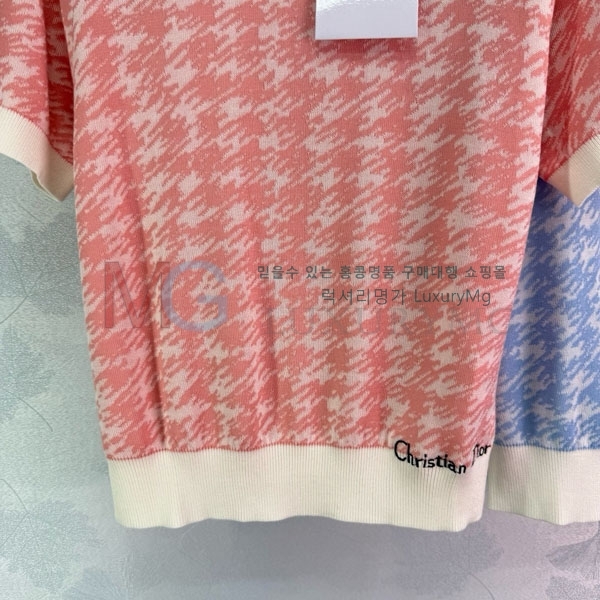 MG
믿을수 있는 홍콩명품 구매대행 쇼핑몰
럭셔리명가 LuxuryMg
Christian Dior